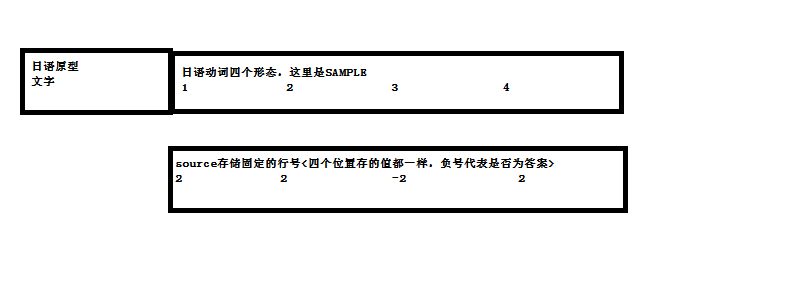 日语原型
文字
日语动词四个形态，这里是SAMPLE
1 2 3 4
source存储固定的行号<四个位置存的值都一样，负号代表是否为答案>
2 2 -2 2